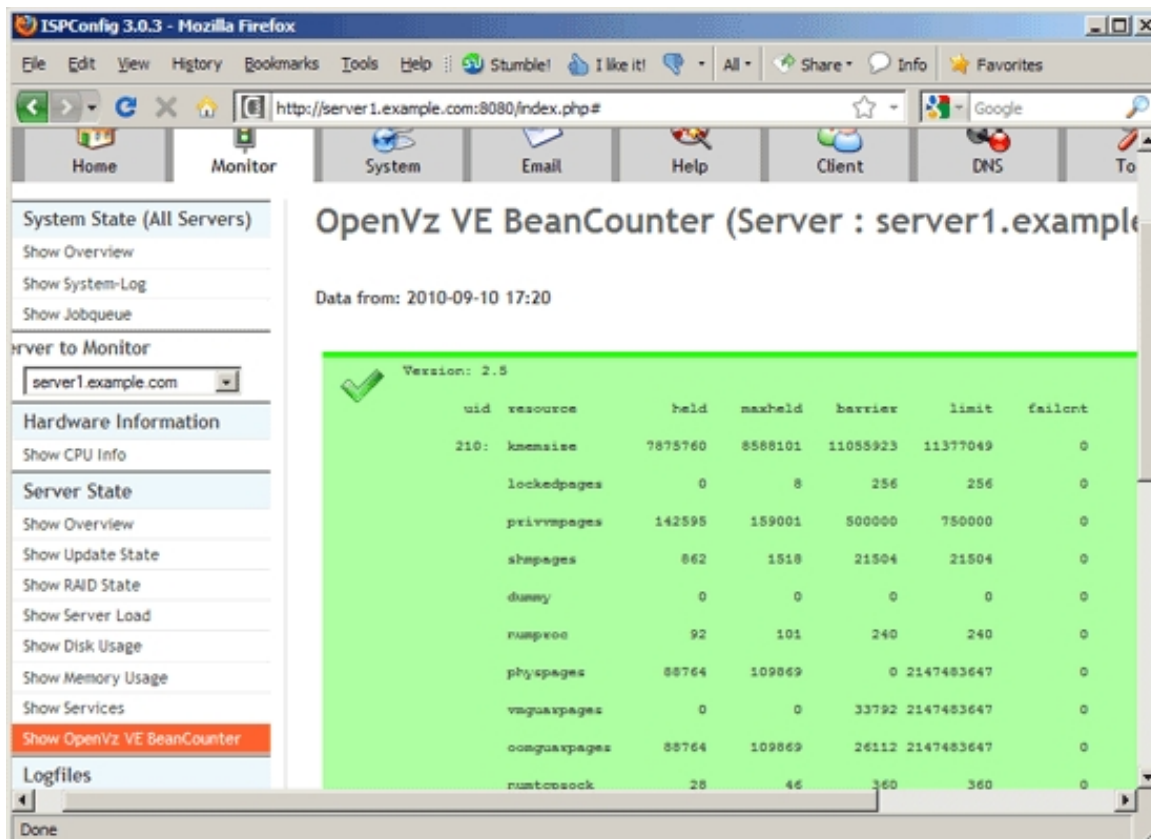 ISPConfig 3.0.3 - Mozilla Firefox
File Edit View History Bookmarks Tools Help Stumble! I like it! All Share Info Favorites
http://server1.example.com:8080/index.php# Google
Home Monitor System Email Help Client DNS To
System State (All Servers)
Show Overview
Show System-Log
Show Jobqueue
erver to Monitor
server1.example.com
Hardware Information
Show CPU Info
Server State
Show Overview
Show Update State
Show RAID State
Show Server Load
Show Disk Usage
Show Memory Usage
Show Services
Show OpenVz VE BeanCounter
Logfiles
OpenVz VE BeanCounter (Server : server1.example
Data from: 2010-09-10 17:20
Version: 2.5
uid resource held maxheld barrier limit failcnt
210: kmemsize 7875760 8588101 11055923 11377049 0
lockedpages 0 8 256 256 0
privvmpages 142595 159001 500000 750000 0
shmpages 862 1518 21504 21504 0
dummy 0 0 0 0 0
numproc 92 101 240 240 0
physpages 88764 109869 0 2147483647 0
vmguarpages 0 0 33792 2147483647 0
oomguarpages 88764 109869 26112 2147483647 0
numtcpsock 28 46 360 360 0
Done